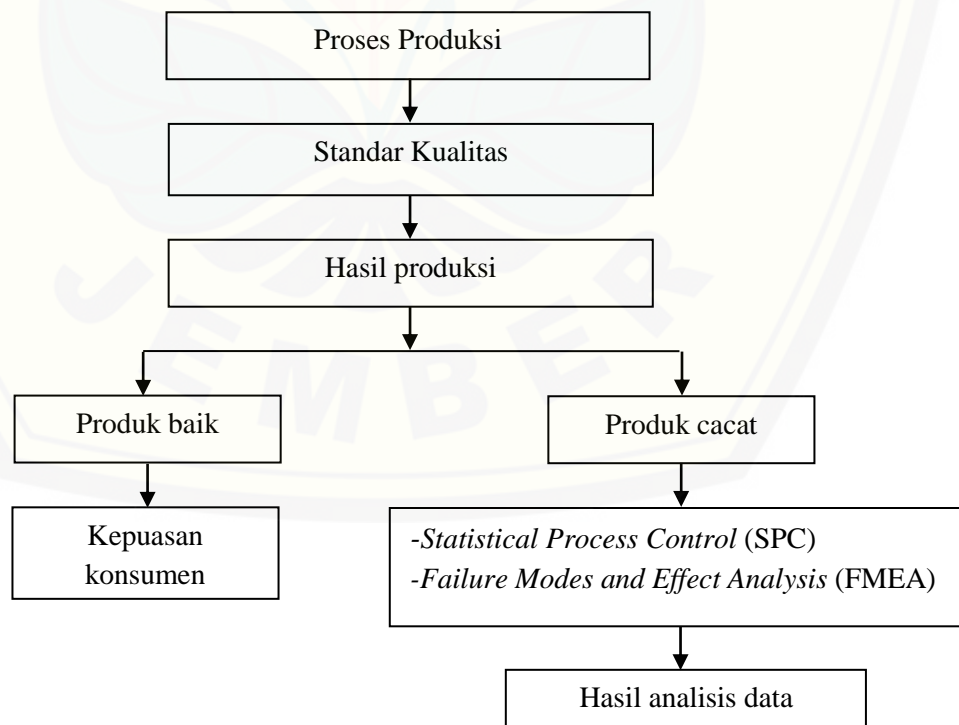 Proses Produksi
Standar Kualitas
Hasil produksi
Produk baik
Produk cacat
Kepuasan
konsumen
-Statistical Process Control (SPC)
-Failure Modes and Effect Analysis (FMEA)
Hasil analisis data
JEMBER